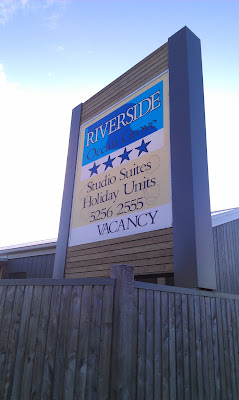 RIVERSIDE
Studio Suites
Holiday Units
5256 2555
VACANCY